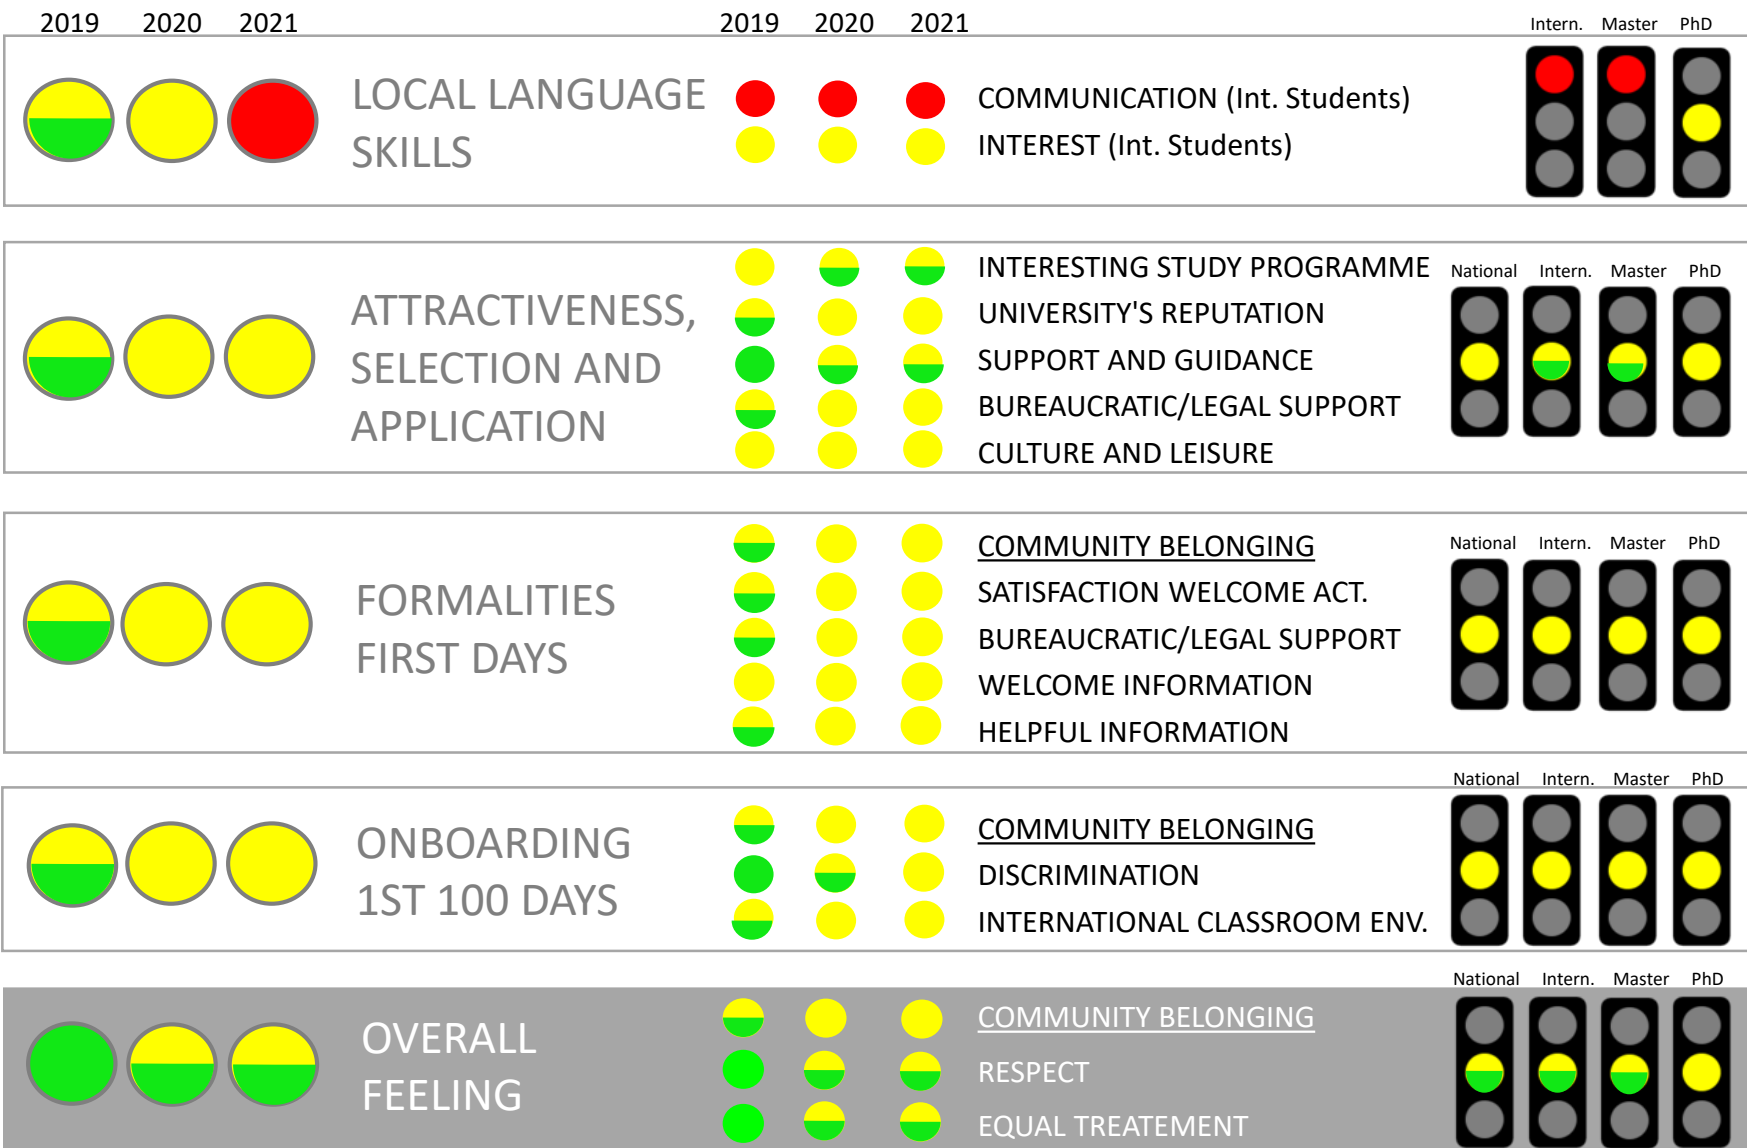 2019 2020 2021 2019 2020 2021 Intern. Master PhD
LOCAL LANGUAGE
SKILLS
COMMUNICATION (Int. Students)
INTEREST (Int. Students)
ATTRACTIVENESS,
SELECTION AND
APPLICATION
INTERESTING STUDY PROGRAMME
UNIVERSITY'S REPUTATION
SUPPORT AND GUIDANCE
BUREAUCRATIC/LEGAL SUPPORT
CULTURE AND LEISURE
National Intern. Master PhD
FORMALITIES
FIRST DAYS
COMMUNITY BELONGING
SATISFACTION WELCOME ACT.
BUREAUCRATIC/LEGAL SUPPORT
WELCOME INFORMATION
HELPFUL INFORMATION
National Intern. Master PhD
National Intern. Master PhD
ONBOARDING
1ST 100 DAYS
COMMUNITY BELONGING
DISCRIMINATION
INTERNATIONAL CLASSROOM ENV.
National Intern. Master PhD
OVERALL
FEELING
COMMUNITY BELONGING
RESPECT
EQUAL TREATEMENT